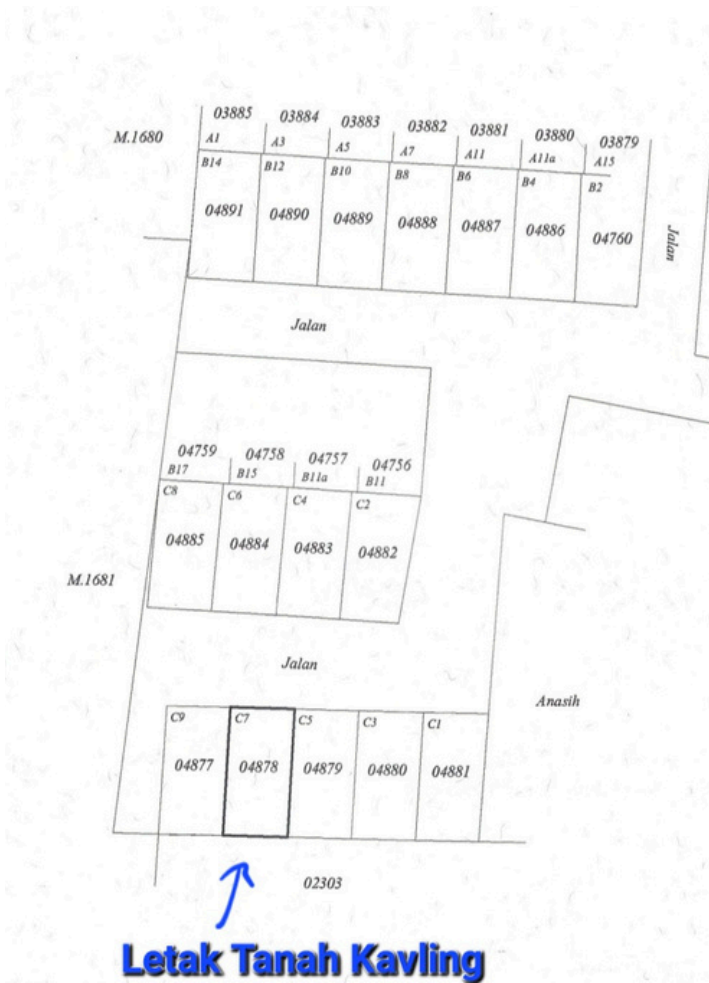 03885 03884 03883 03882 03881 03880 03879
M.1680
A1 A3 A5 A7 A11 A11a A15
B14 B12 B10 B8 B6 B4 B2
04891 04890 04889 04888 04887 04886 04760
Jalan
Jalan
04759 04758 04757 04756
B17 B15 B11a B11
C8 C6 C4 C2
04885 04884 04883 04882
M.1681
Jalan
Anasih
C9 C7 C5 C3 C1
04877 04878 04879 04880 04881
02303
Letak Tanah Kavling